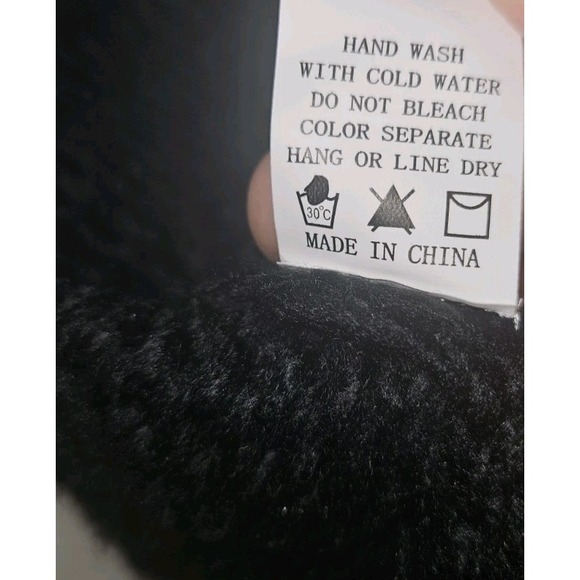 HAND WASH
WITH COLD WATER
DO NOT BLEACH
COLOR SEPARATE
HANG OR LINE DRY
30°C
MADE IN CHINA